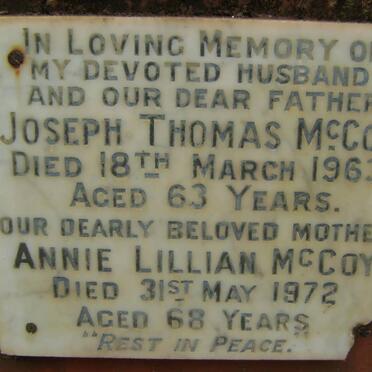 IN LOVING MEMORY OF
MY DEVOTED HUSBAND
AND OUR DEAR FATHER
JOSEPH THOMAS MCCO
DIED 18TH MARCH 1963
AGED 63 YEARS.
OUR DEARLY BELOVED MOTHE
ANNIE LILLIAN MCCOY
DIED 31ST MAY 1972
AGED 68 YEARS
"REST IN PEACE."